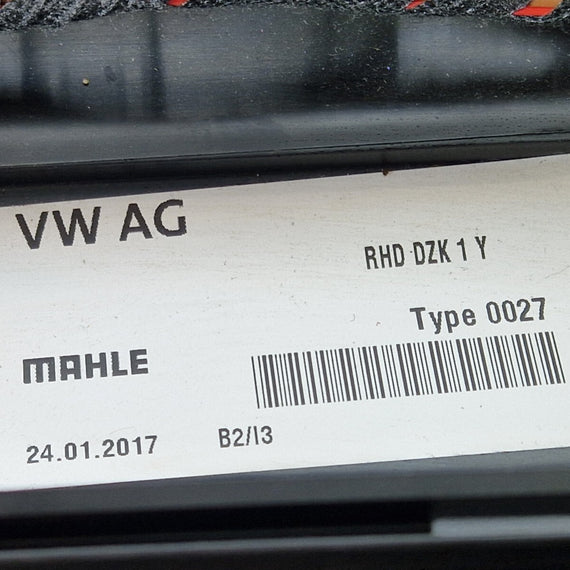 VW AG
RHD DZK 1 Y
Type 0027
MAHLE
24.01.2017 B2/I3